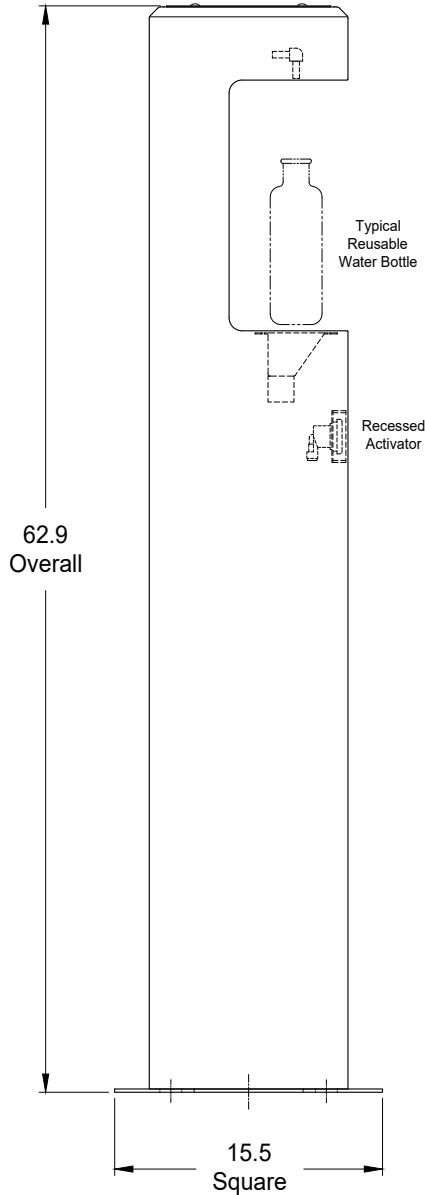 Typical
Reusable
Water Bottle
Recessed
Activator
62.9
Overall
15.5
Square